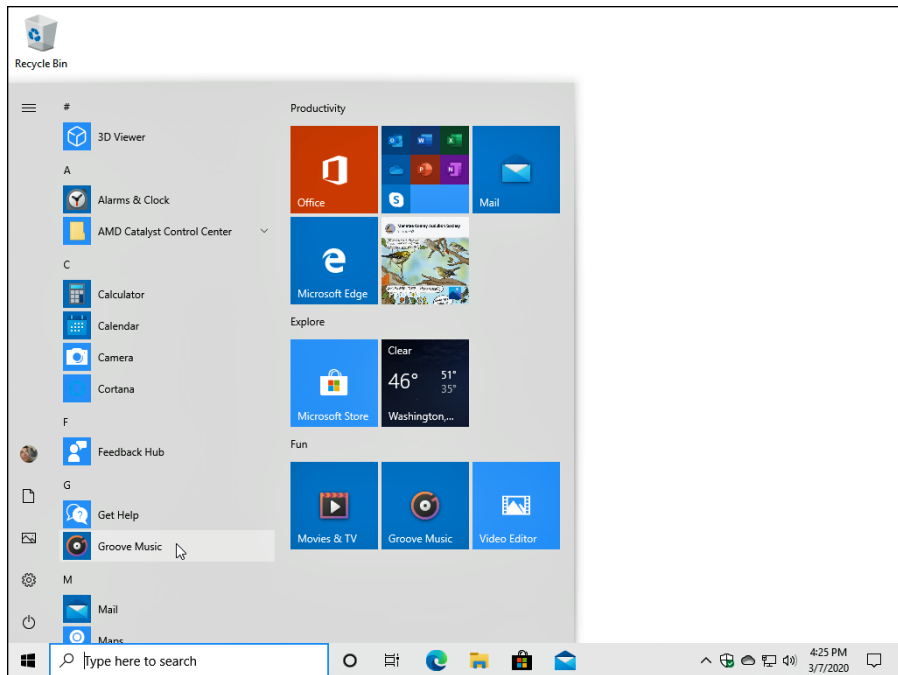 Recycle Bin
#
3D Viewer
A
Alarms & Clock
AMD Catalyst Control Center
C
Calculator
Calendar
Camera
Cortana
F
Feedback Hub
G
Get Help
Groove Music
M
Mail
Maps
Productivity
Office
Mail
Microsoft Edge
Explore
Microsoft Store
Clear
46° 51°
35°
Washington,...
Fun
Movies & TV
Groove Music
Video Editor
Type here to search
4:25 PM
3/7/2020